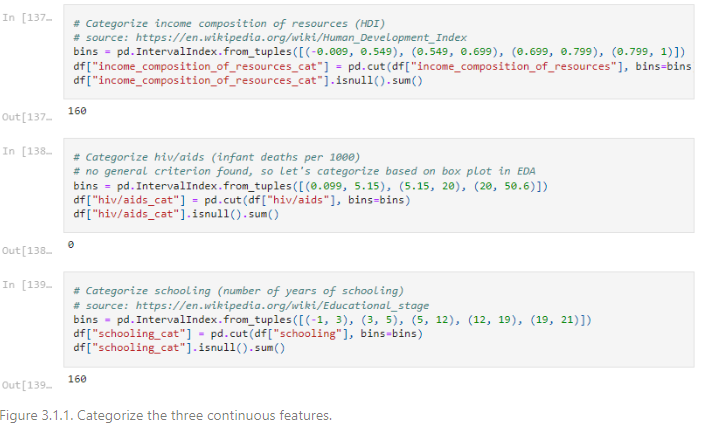 In [137…
# Categorize income composition of resources (HDI)
# source: https://en.wikipedia.org/wiki/Human_Development_Index
bins = pd.IntervalIndex.from_tuples([(-0.009, 0.549), (0.549, 0.699), (0.699, 0.799), (0.799, 1)])
df["income_composition_of_resources_cat"] = pd.cut(df["income_composition_of_resources"], bins=bins
df["income_composition_of_resources_cat"].isnull().sum()
160
Out[137…
In [138…
# Categorize hiv/aids (infant deaths per 1000)
# no general criterion found, so let's categorize based on box plot in EDA
bins = pd.IntervalIndex.from_tuples([(0.099, 5.15), (5.15, 20), (20, 50.6)])
df["hiv/aids_cat"] = pd.cut(df["hiv/aids"], bins=bins)
df["hiv/aids_cat"].isnull().sum()
0
Out[138…
In [139…
# Categorize schooling (number of years of schooling)
# source: https://en.wikipedia.org/wiki/Educational_stage
bins = pd.IntervalIndex.from_tuples([(-1, 3), (3, 5), (5, 12), (12, 19), (19, 21)])
df["schooling_cat"] = pd.cut(df["schooling"], bins=bins)
df["schooling_cat"].isnull().sum()
160
Out[139…
Figure 3.1.1. Categorize the three continuous features.